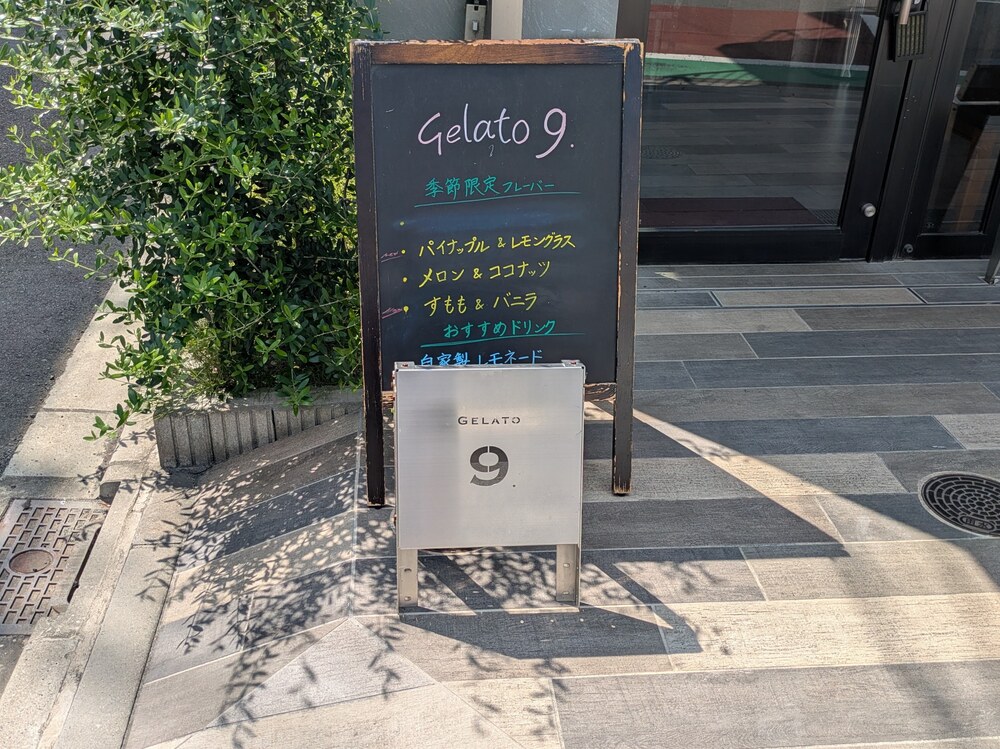 Gelato 9.
季節限定フレーバー
・パイナップル & レモングラス
・メロン & ココナッツ
・すもも & バニラ
おすすめドリンク
自家製レモネード
GELATO
9.